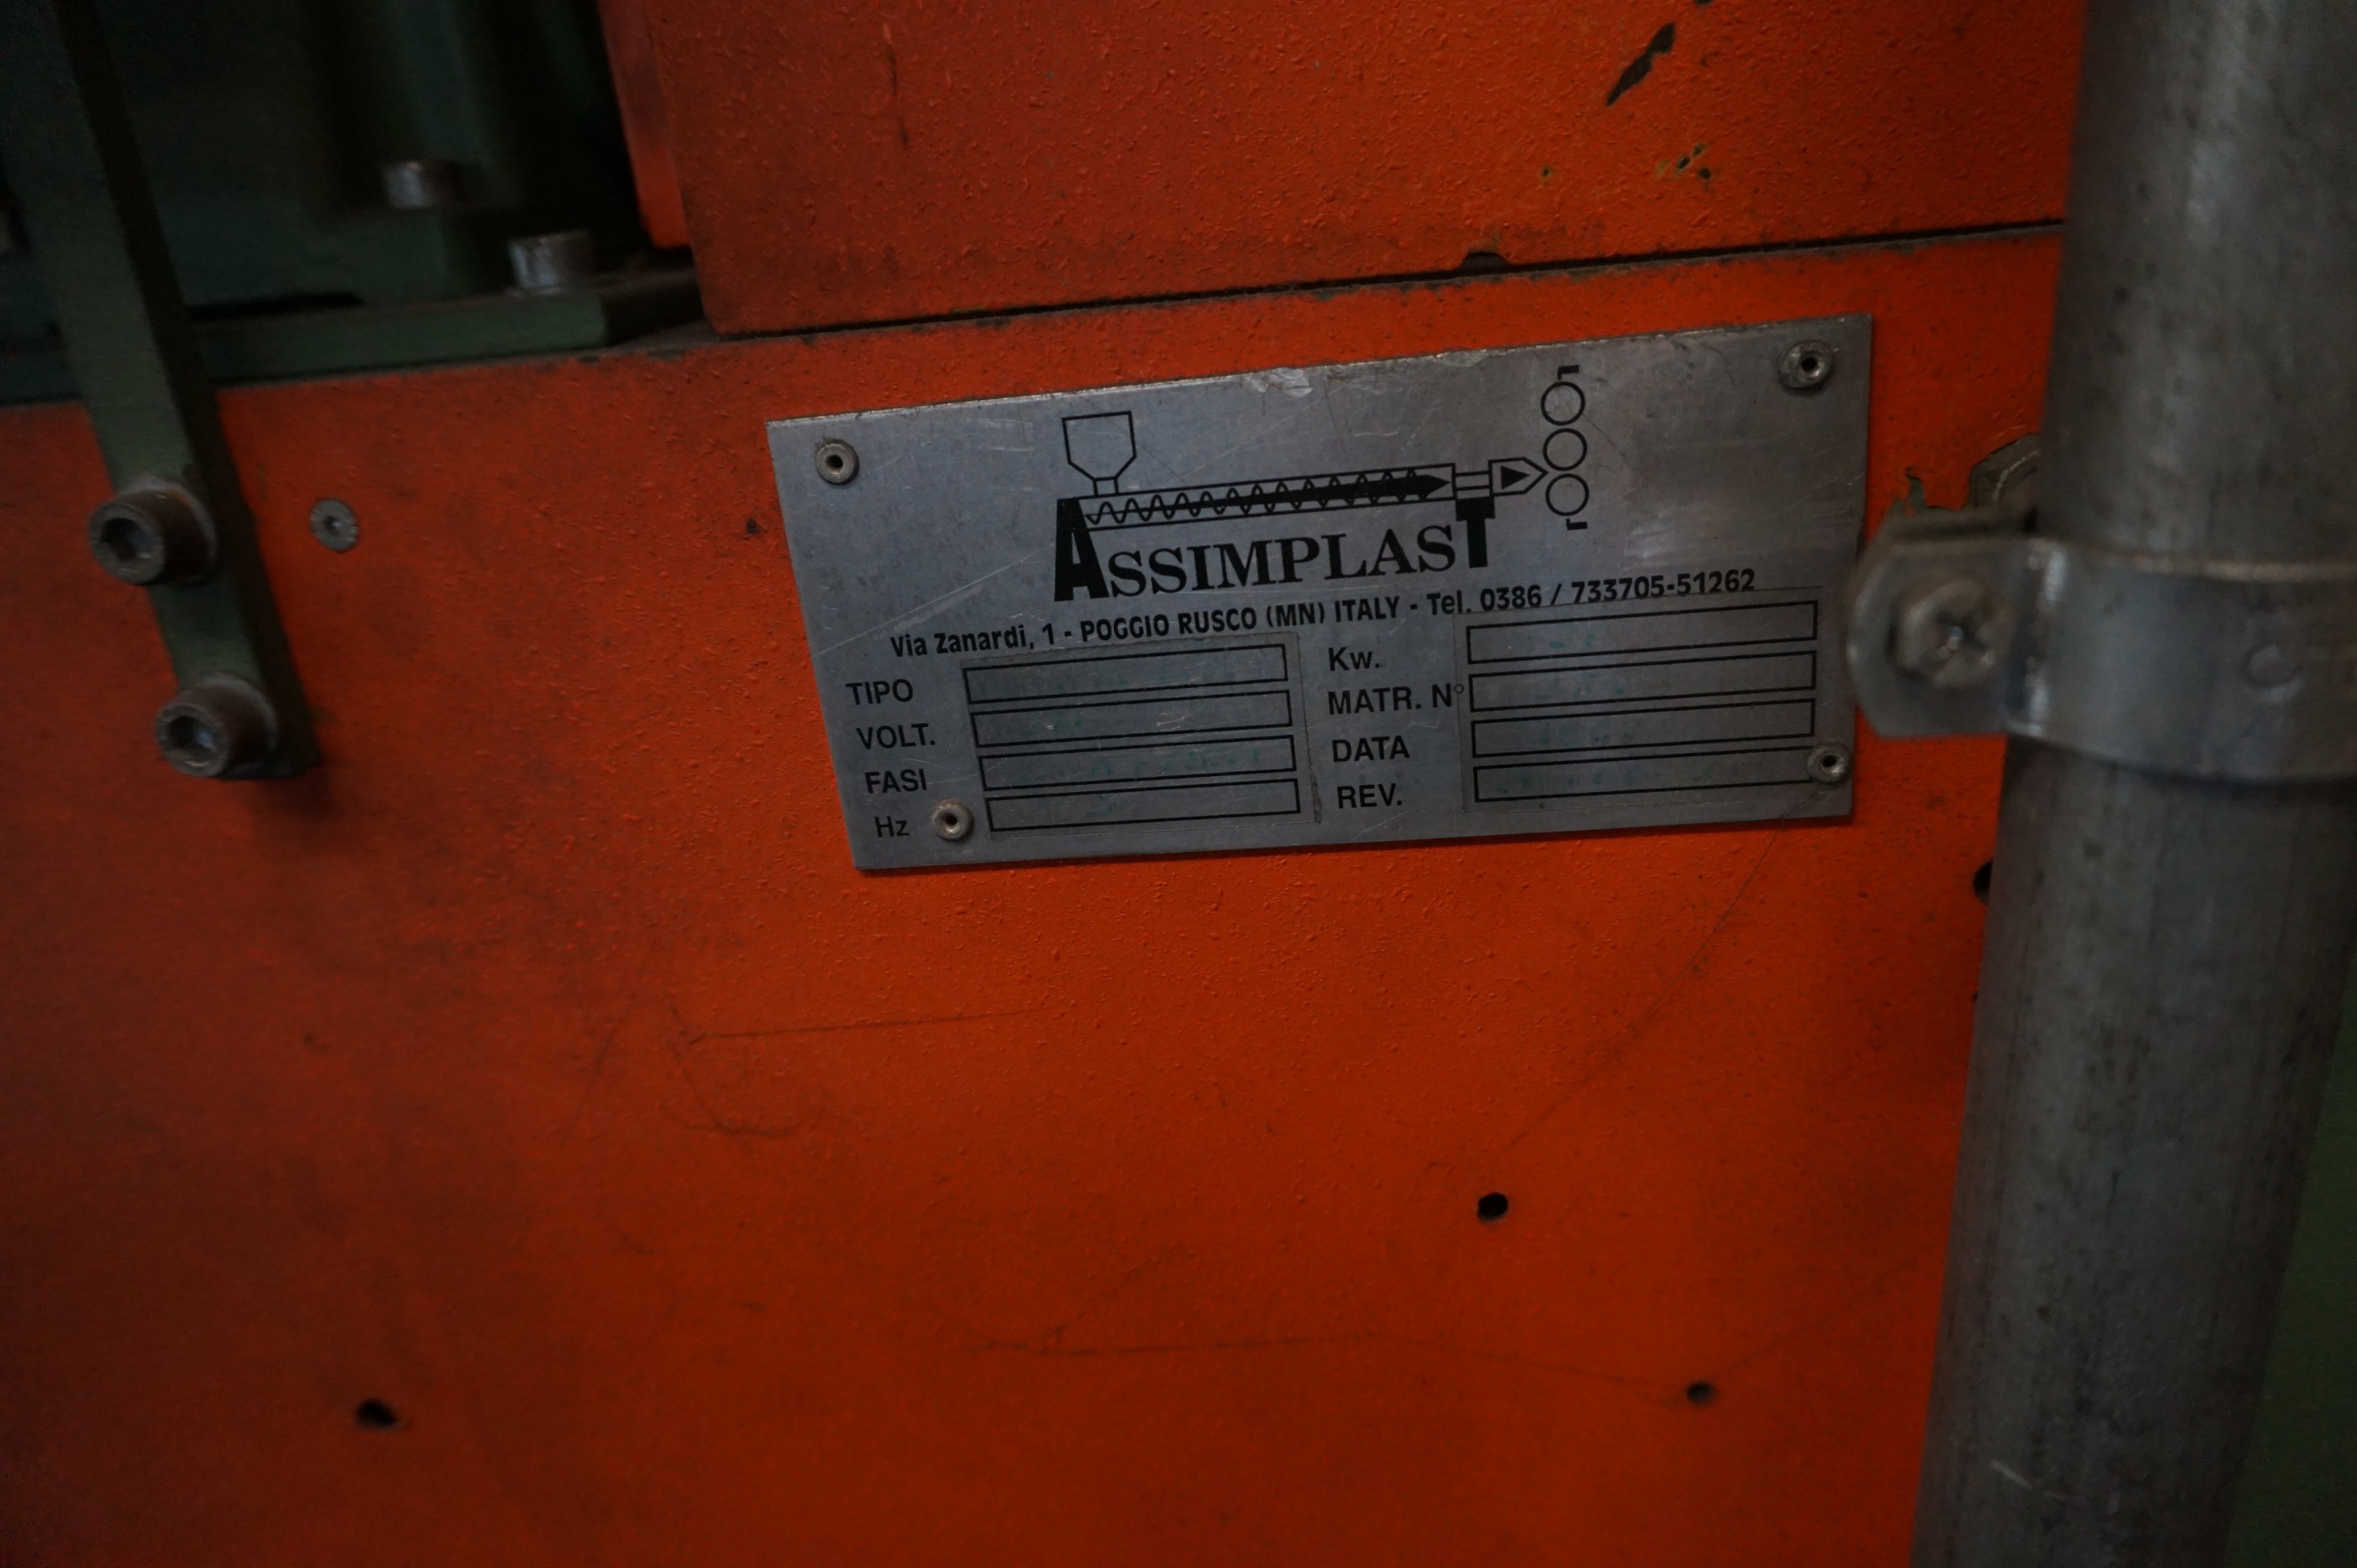 ASSIMPLAST
Via Zanardi, 1 - POGGIO RUSCO (MN) ITALY - Tel. 0386 / 733705-51262
TIPO
VOLT.
FASI
Hz
Kw.
MATR. N°
DATA
REV.